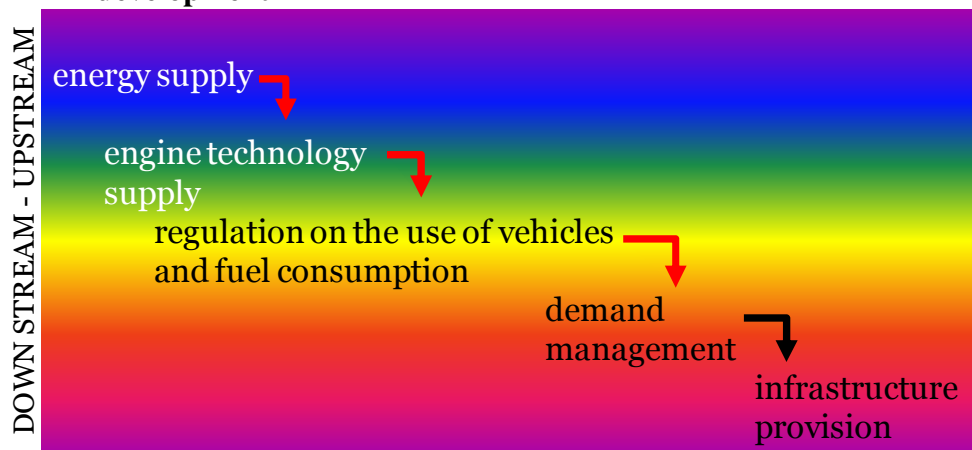 DOWN STREAM - UPSTREAM
energy supply
engine technology
supply
regulation on the use of vehicles
and fuel consumption
demand
management
infrastructure
provision